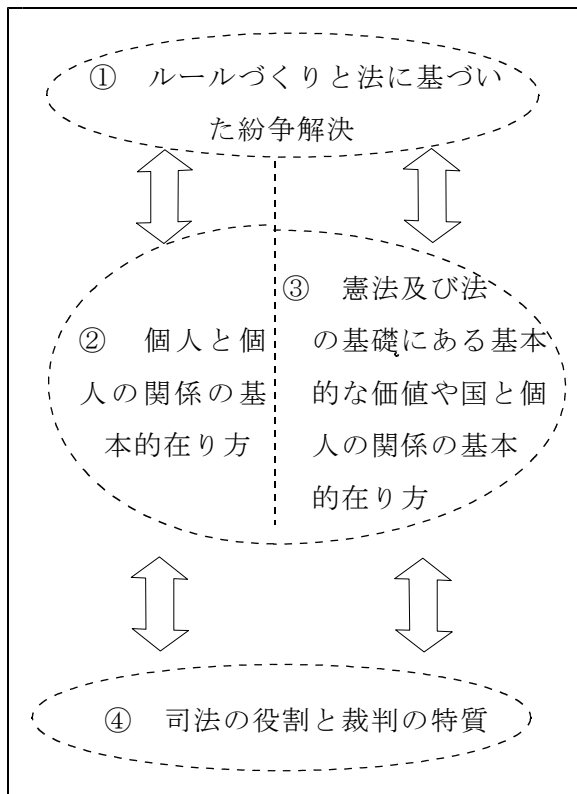 ① ルールづくりと法に基づい
た紛争解決
② 個人と個
人の関係の基
本的在り方
③ 憲法及び法
の基礎にある基本
的な価値や国と個
人の関係の基本
的在り方
④ 司法の役割と裁判の特質